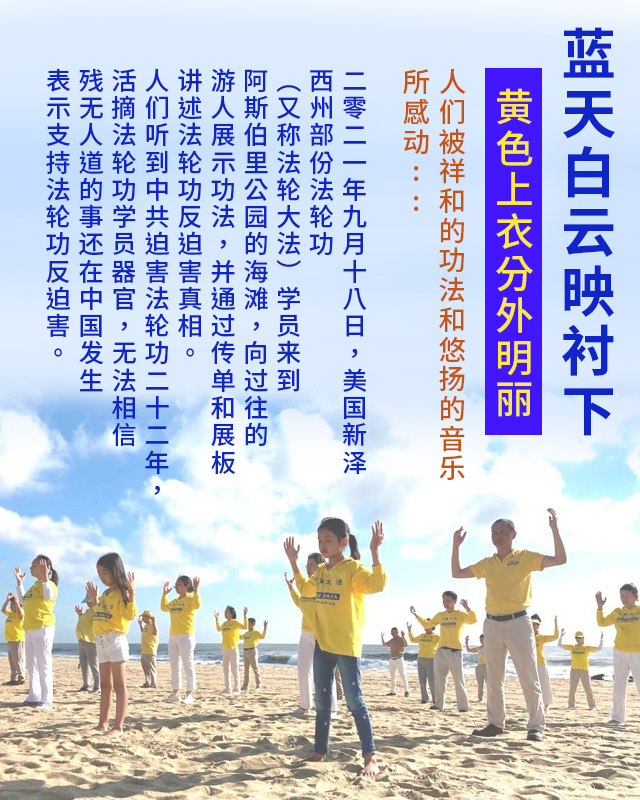 蓝天白云映衬下
黄色上衣分外明丽
人们被祥和的功法和悠扬的音乐
所感动：：
二零二一年九月十八日，美国新泽
西州部份法轮功
（又称法轮大法）学员来到
阿斯伯里公园的海滩，向过往的
游人展示功法，并通过传单和展板
讲述法轮功反迫害真相。
人们听到中共迫害法轮功二十二年，
活摘法轮功学员器官，无法相信
残无人道的事还在中国发生
表示支持法轮功反迫害。